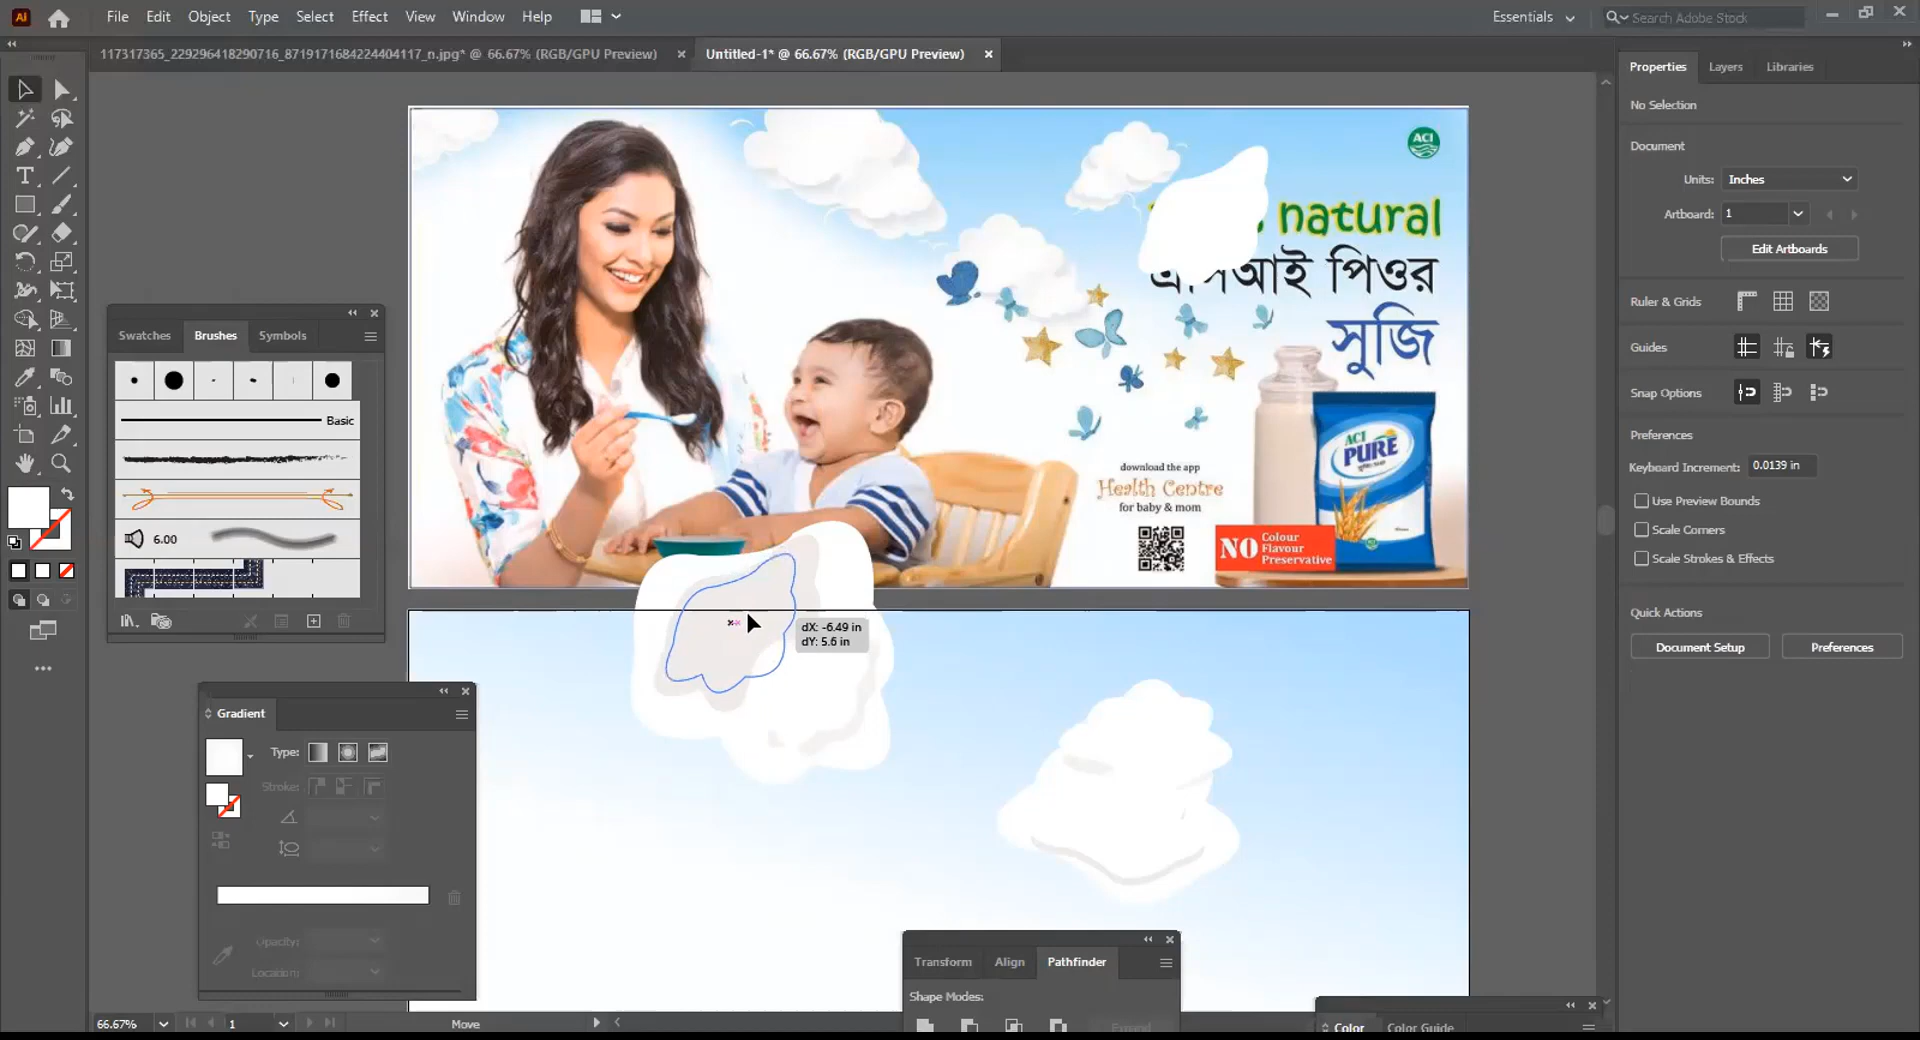 Ai File Edit Object Type Select Effect View Window Help Essentials Search Adobe Stock
117317365_229296418290716_8719171684224404117_n.jpg* @ 66.67% (RGB/GPU Preview) Untitled-1* @ 66.67% (RGB/GPU Preview)
Properties Layers Libraries
No Selection
Document
Units: Inches
Artboard: 1
Edit Artboards
Ruler & Grids
Guides
Snap Options
Preferences
Keyboard Increment: 0.0139 in
Use Preview Bounds
Scale Corners
Scale Strokes & Effects
Quick Actions
Document Setup Preferences
Swatches Brushes Symbols
Basic
6.00
Gradient
Type:
Stroke:
Opacity:
Location:
ACI
natural
পিওর
সুজি
ACI
PURE
download the app
Health Centre
for baby & mom
NO Colour
Flavour
Preservative
dX: -6.49 in
dY: 5.6 in
Transform Align Pathfinder
Shape Modes:
Expand
Color Color Guide
66.67% 1 Move